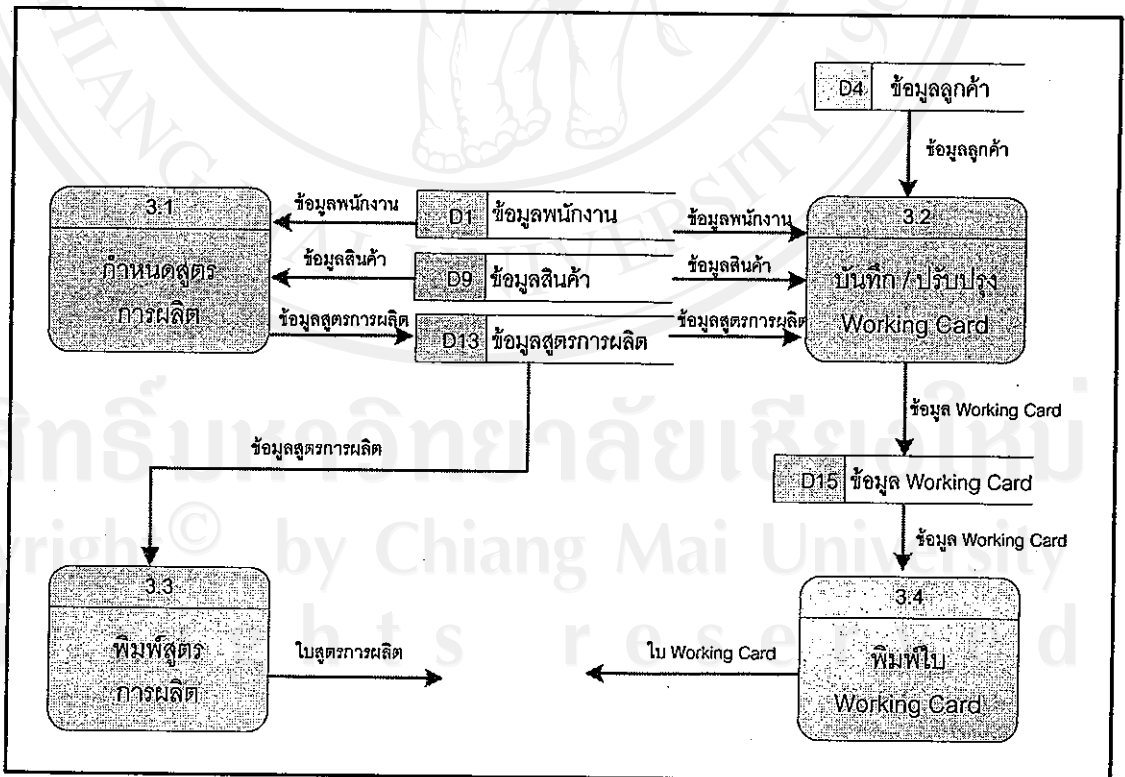 D4 ข้อมูลลูกค้า
ข้อมูลลูกค้า
3.1
กำหนดสูตร
การผลิต
ข้อมูลพนักงาน
ข้อมูลสินค้า
ข้อมูลสูตรการผลิต
D1 ข้อมูลพนักงาน
D9 ข้อมูลสินค้า
D13 ข้อมูลสูตรการผลิต
ข้อมูลพนักงาน
ข้อมูลสินค้า
ข้อมูลสูตรการผลิต
3.2
บันทึก / ปรับปรุง
Working Card
ข้อมูล Working Card
ข้อมูลสูตรการผลิต
D15 ข้อมูล Working Card
ข้อมูล Working Card
3.3
พิมพ์สูตร
การผลิต
ใบสูตรการผลิต
ใบ Working Card
3.4
พิมพ์ใบ
Working Card
CHIANG MAI UNIVERSITY
สิทธิ์มหาวิทยาลัยเชียงใหม่
yright © by Chiang Mai University
h t s r e s e r v e d